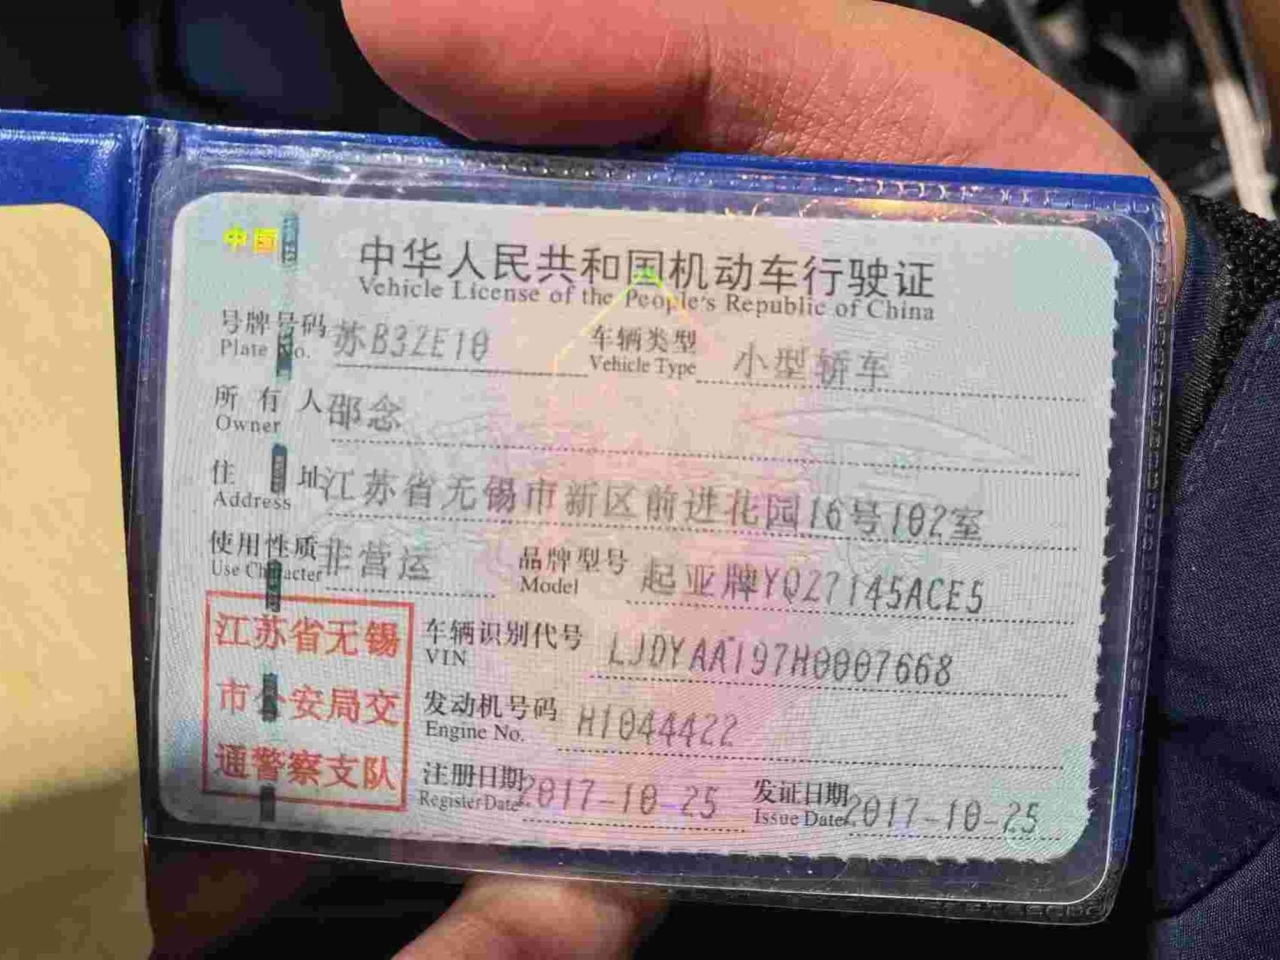 中国
中华人民共和国机动车行驶证
Vehicle License of the People's Republic of China
号牌号码 苏B32E10 车辆类型 小型轿车
Plate No. Vehicle Type
所有人 邵念
Owner
住址 江苏省无锡市新区前进花园16号102室
Address
使用性质 非营运 品牌型号 起亚牌YQZ7145ACE5
Use Character Model
江苏省无锡
市公安局交
通警察支队
车辆识别代号 LJDYAA197H0007668
VIN
发动机号码 H1044422
Engine No.
注册日期 2017-10-25 发证日期 2017-10-25
Register Date Issue Date